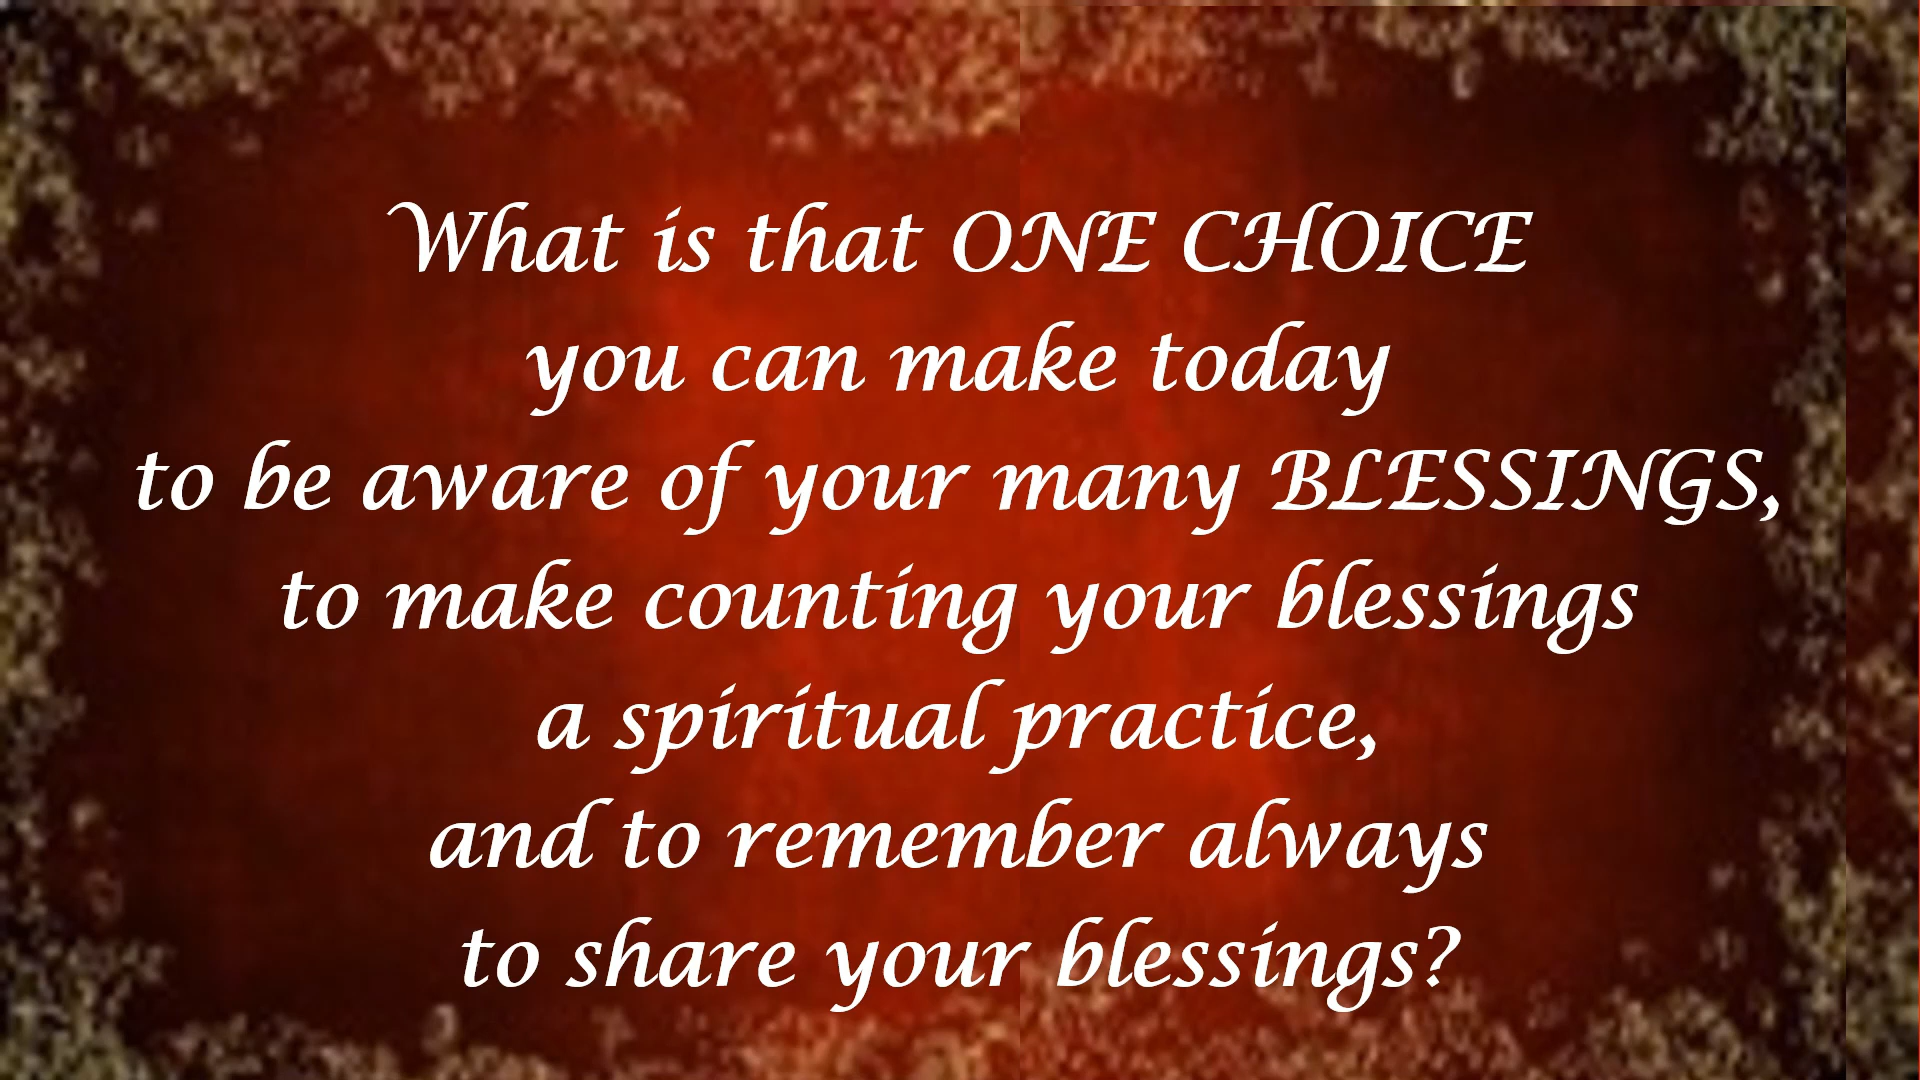 What is that ONE CHOICE
you can make today
to be aware of your many BLESSINGS,
to make counting your blessings
a spiritual practice,
and to remember always
to share your blessings?